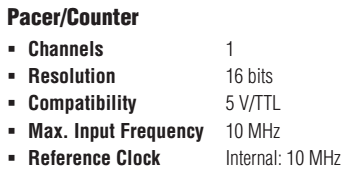 Pacer/Counter
▪ Channels 1
▪ Resolution 16 bits
▪ Compatibility 5 V/TTL
▪ Max. Input Frequency 10 MHz
▪ Reference Clock Internal: 10 MHz